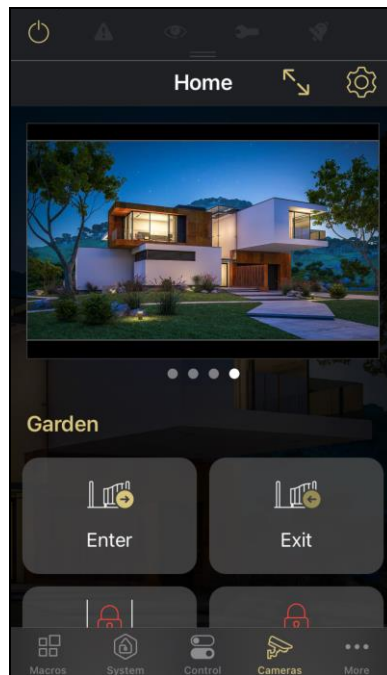 Home
Garden
Enter
Exit
Macros
System
Control
Cameras
More